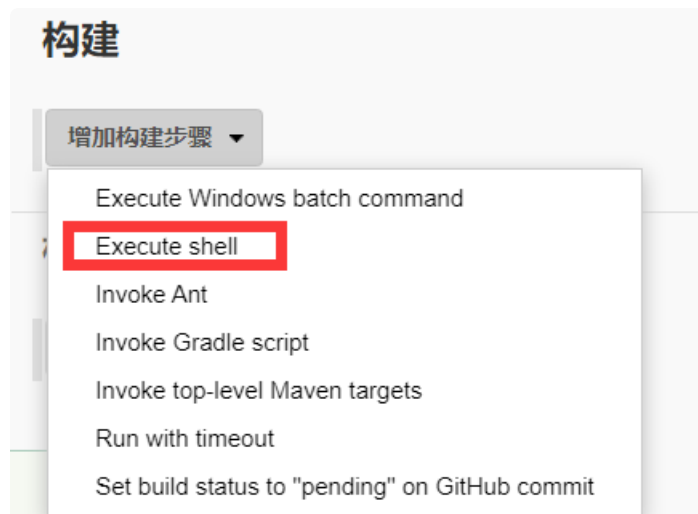 构建
增加构建步骤
Execute Windows batch command
Execute shell
Invoke Ant
Invoke Gradle script
Invoke top-level Maven targets
Run with timeout
Set build status to "pending" on GitHub commit